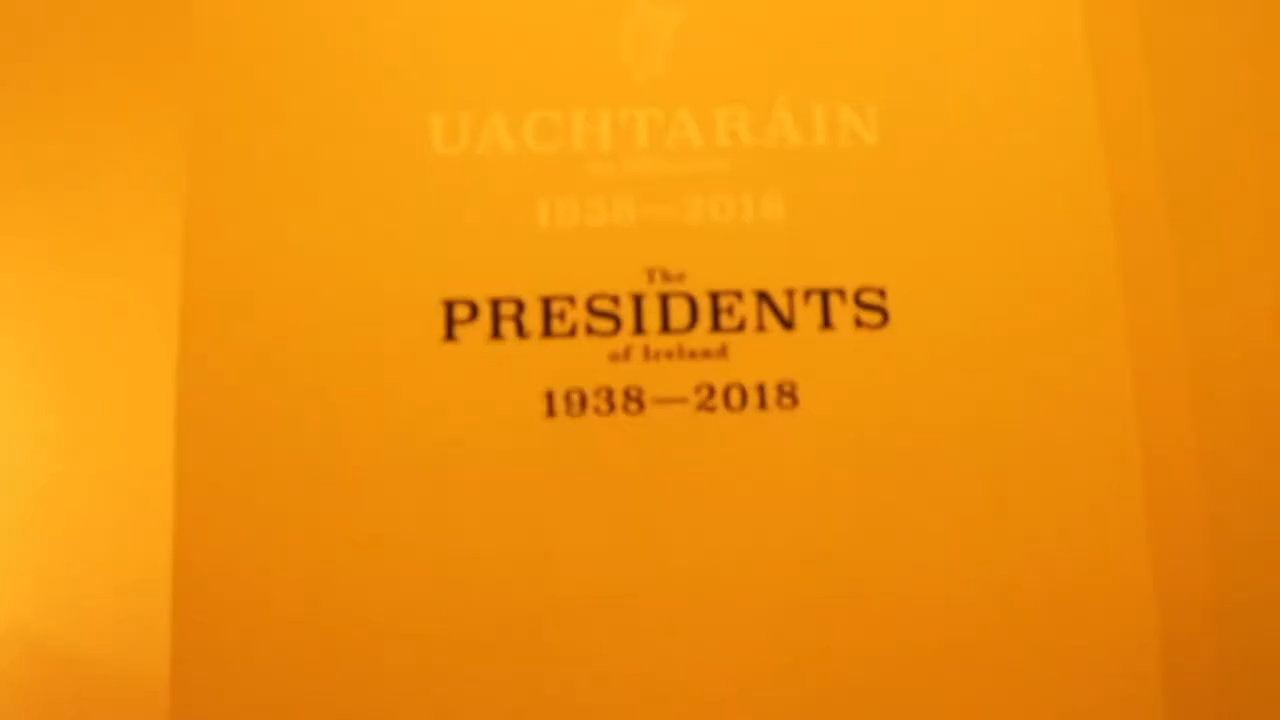 UACHTARÁIN
1938—2018
The
PRESIDENTS
of Ireland
1938—2018